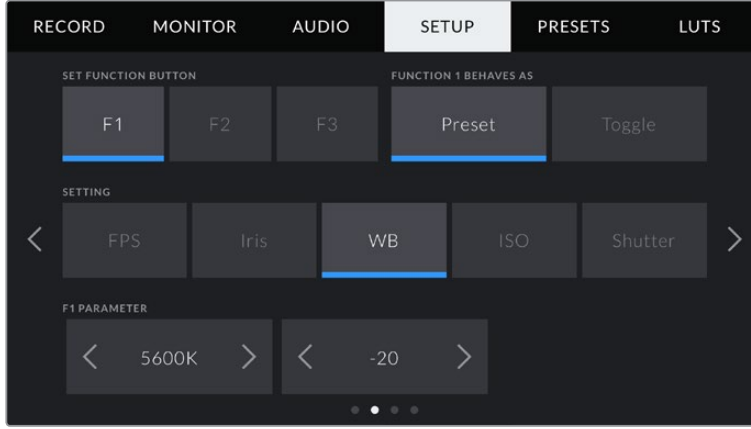 RECORD MONITOR AUDIO SETUP PRESETS LUTS
SET FUNCTION BUTTON FUNCTION 1 BEHAVES AS
F1 F2 F3 Preset Toggle
SETTING
FPS Iris WB ISO Shutter
F1 PARAMETER
5600K -20